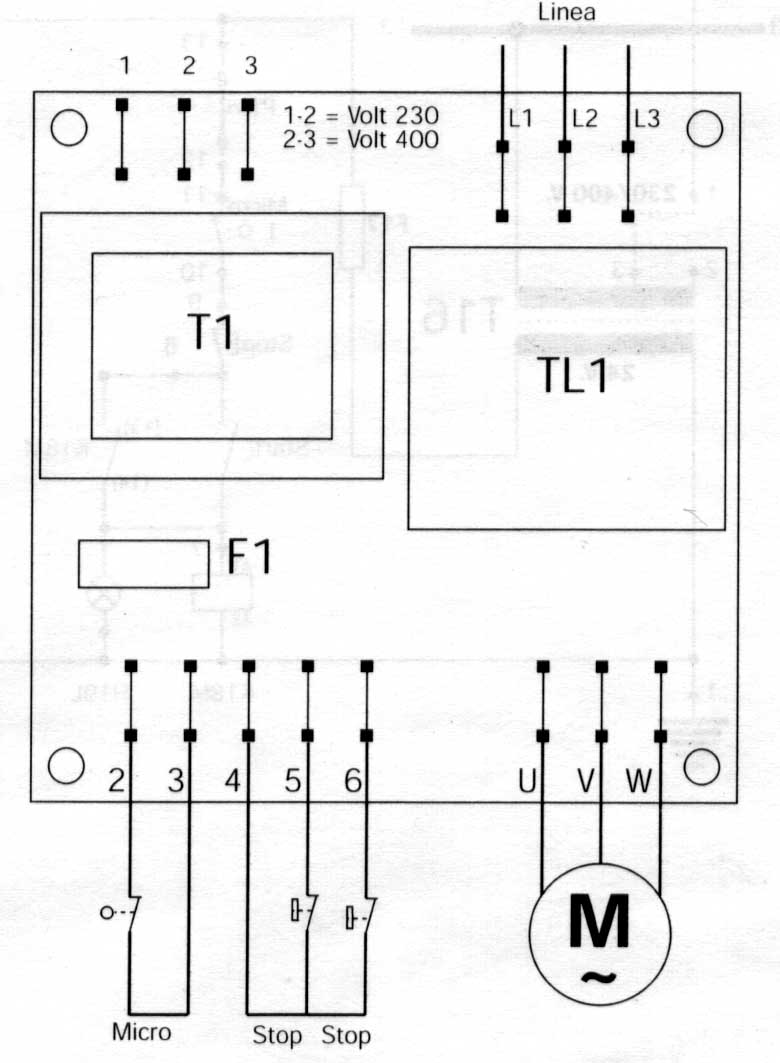 Linea
1 2 3
1-2 = Volt 230
2-3 = Volt 400
L1 L2 L3
T1
TL1
F1
2 3 4 5 6 U V W
M
~
Micro
Stop Stop